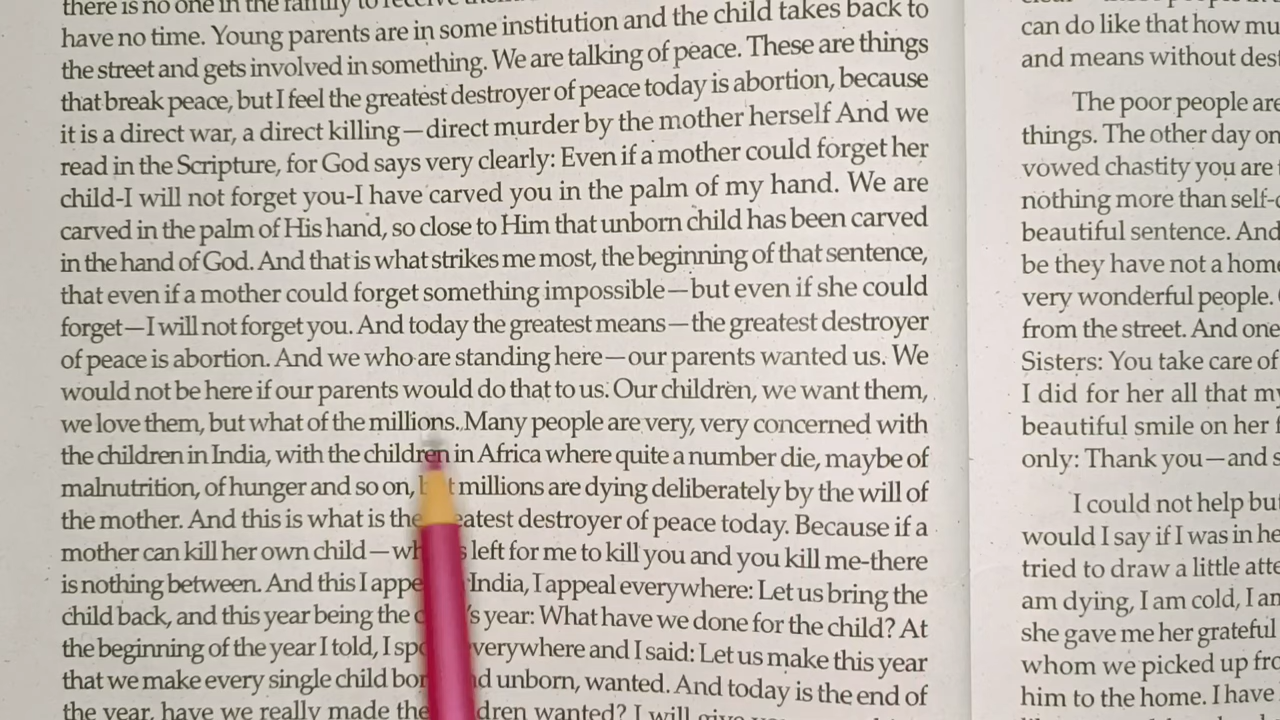 there is no one in the family to receive
have no time. Young parents are in some institution and the child takes back to
the street and gets involved in something. We are talking of peace. These are things
that break peace, but I feel the greatest destroyer of peace today is abortion, because
it is a direct war, a direct killing—direct murder by the mother herself And we
read in the Scripture, for God says very clearly: Even if a mother could forget her
child-I will not forget you-I have carved you in the palm of my hand. We are
carved in the palm of His hand, so close to Him that unborn child has been carved
in the hand of God. And that is what strikes me most, the beginning of that sentence,
that even if a mother could forget something impossible—but even if she could
forget—I will not forget you. And today the greatest means—the greatest destroyer
of peace is abortion. And we who are standing here—our parents wanted us. We
would not be here if our parents would do that to us. Our children, we want them,
we love them, but what of the millions. Many people are very, very concerned with
the children in India, with the children in Africa where quite a number die, maybe of
malnutrition, of hunger and so on, millions are dying deliberately by the will of
the mother. And this is what is the destroyer of peace today. Because if a
mother can kill her own child— left for me to kill you and you kill me-there
is nothing between. And this I India, I appeal everywhere: Let us bring the
child back, and this year being the year: What have we done for the child? At
the beginning of the year I told, I and I said: Let us make this year
that we make every single child unborn, wanted. And today is the end of
the year, have we really made the wanted? I will give
can do like that how
and means without
The poor people are
things. The other day
vowed chastity you are
nothing more than
beautiful sentence. And
be they have not a
very wonderful people.
from the street. And one
Sisters: You take care of
I did for her all that
beautiful smile on her
only: Thank you—and
I could not help
would I say if I was in
tried to draw a little
am dying, I am cold, I
she gave me her grateful
whom we picked up
him to the home. I have